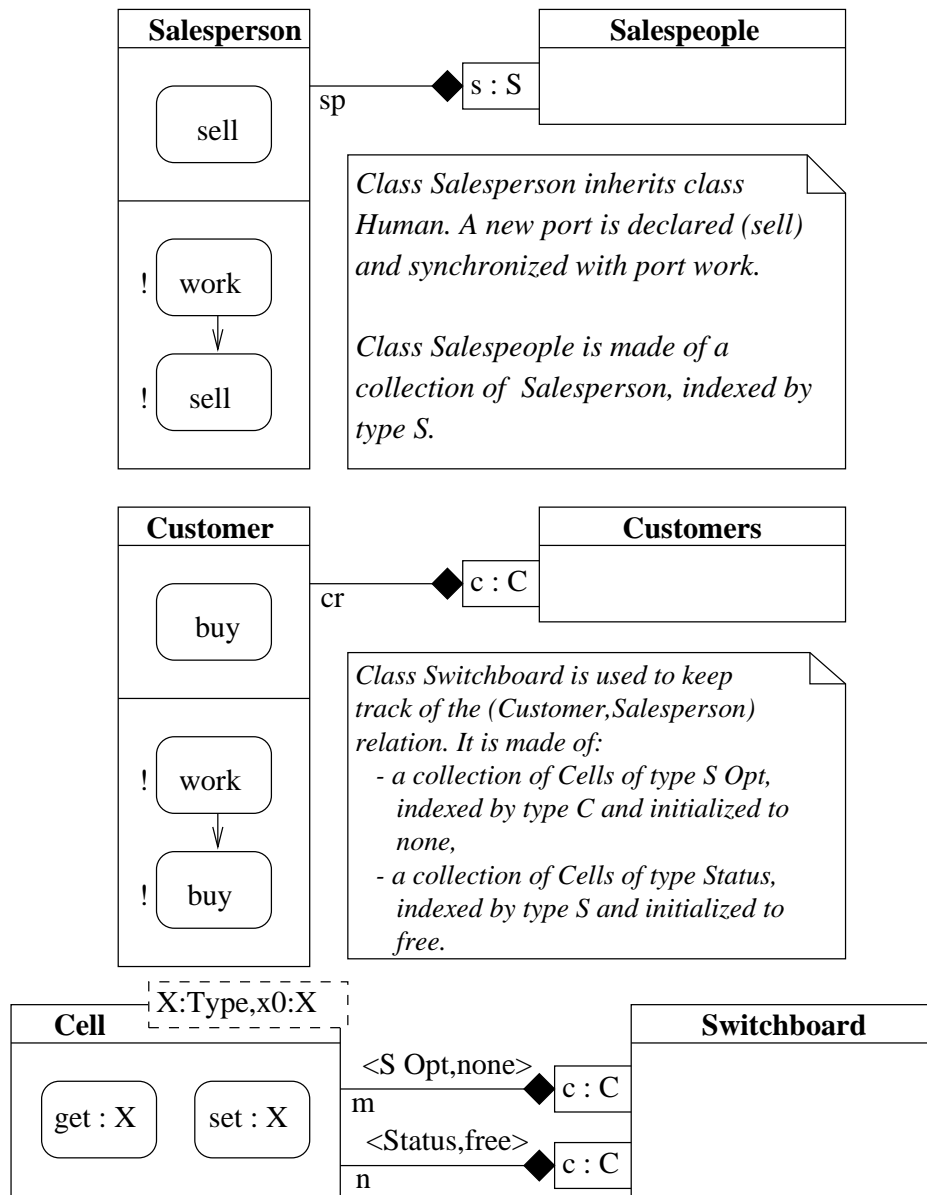 Salesperson
Salespeople
sell
sp
s : S
Class Salesperson inherits class
Human. A new port is declared (sell)
and synchronized with port work.
Class Salespeople is made of a
collection of Salesperson, indexed by
type S.
! work
! sell
Customer
Customers
buy
cr
c : C
Class Switchboard is used to keep
track of the (Customer,Salesperson)
relation. It is made of:
- a collection of Cells of type S Opt,
indexed by type C and initialized to
none,
- a collection of Cells of type Status,
indexed by type S and initialized to
free.
! work
! buy
X:Type,x0:X
Cell
Switchboard
get : X
set : X
<S Opt,none>
m
c : C
<Status,free>
n
c : C